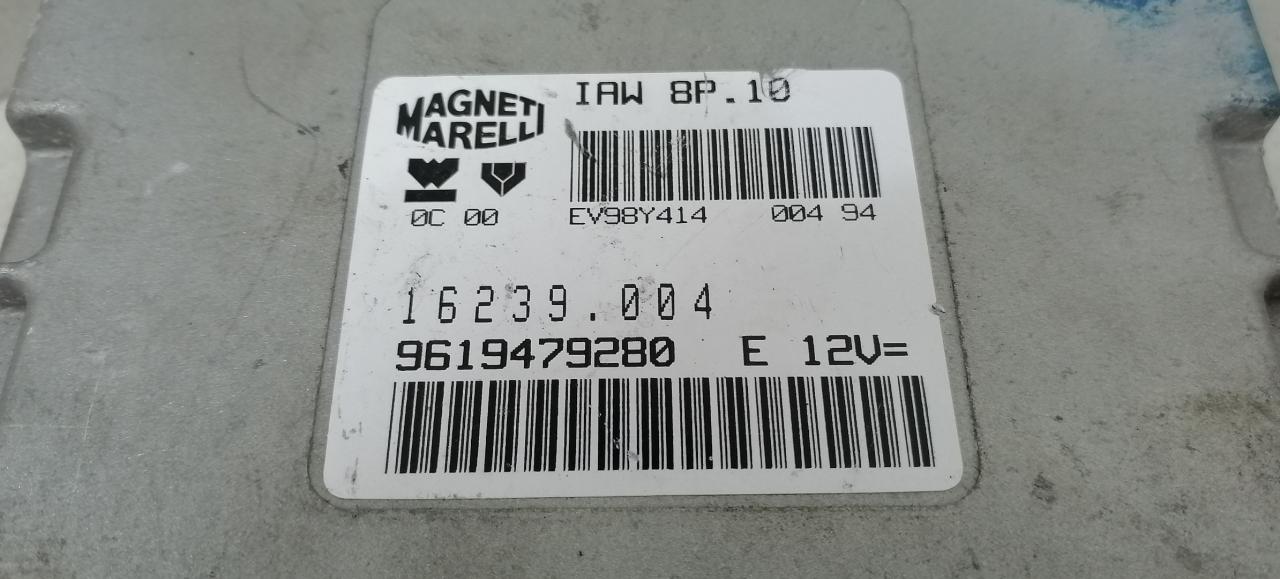 MAGNETI
MARELLI
IAW 8P.10
0C 00
EV98Y414 004 94
16239.004
9619479280 E 12V=